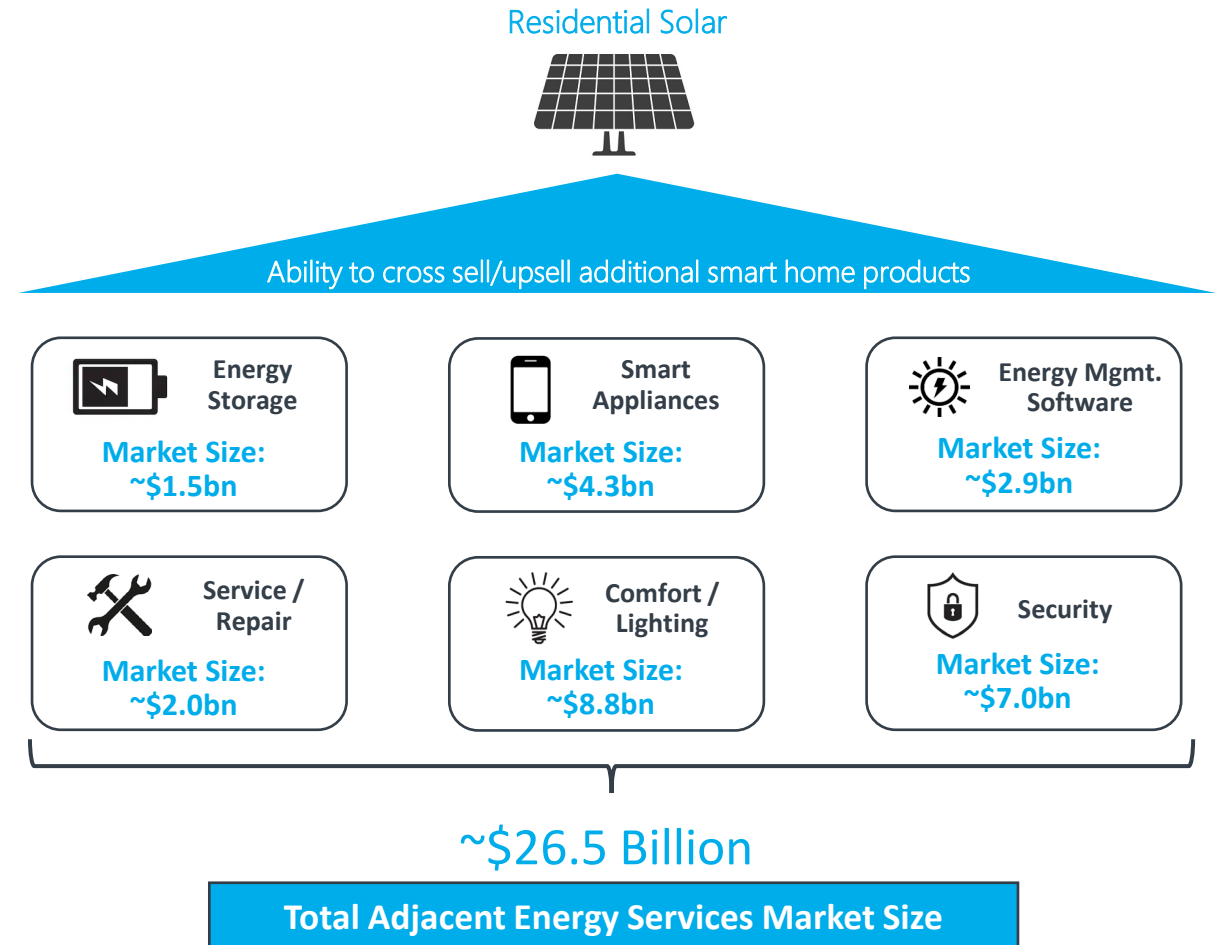 Residential Solar
Ability to cross sell/upsell additional smart home products
Energy
Storage
Market Size:
~$1.5bn
Smart
Appliances
Market Size:
~$4.3bn
Energy Mgmt.
Software
Market Size:
~$2.9bn
Service /
Repair
Market Size:
~$2.0bn
Comfort /
Lighting
Market Size:
~$8.8bn
Security
Market Size:
~$7.0bn
~$26.5 Billion
Total Adjacent Energy Services Market Size